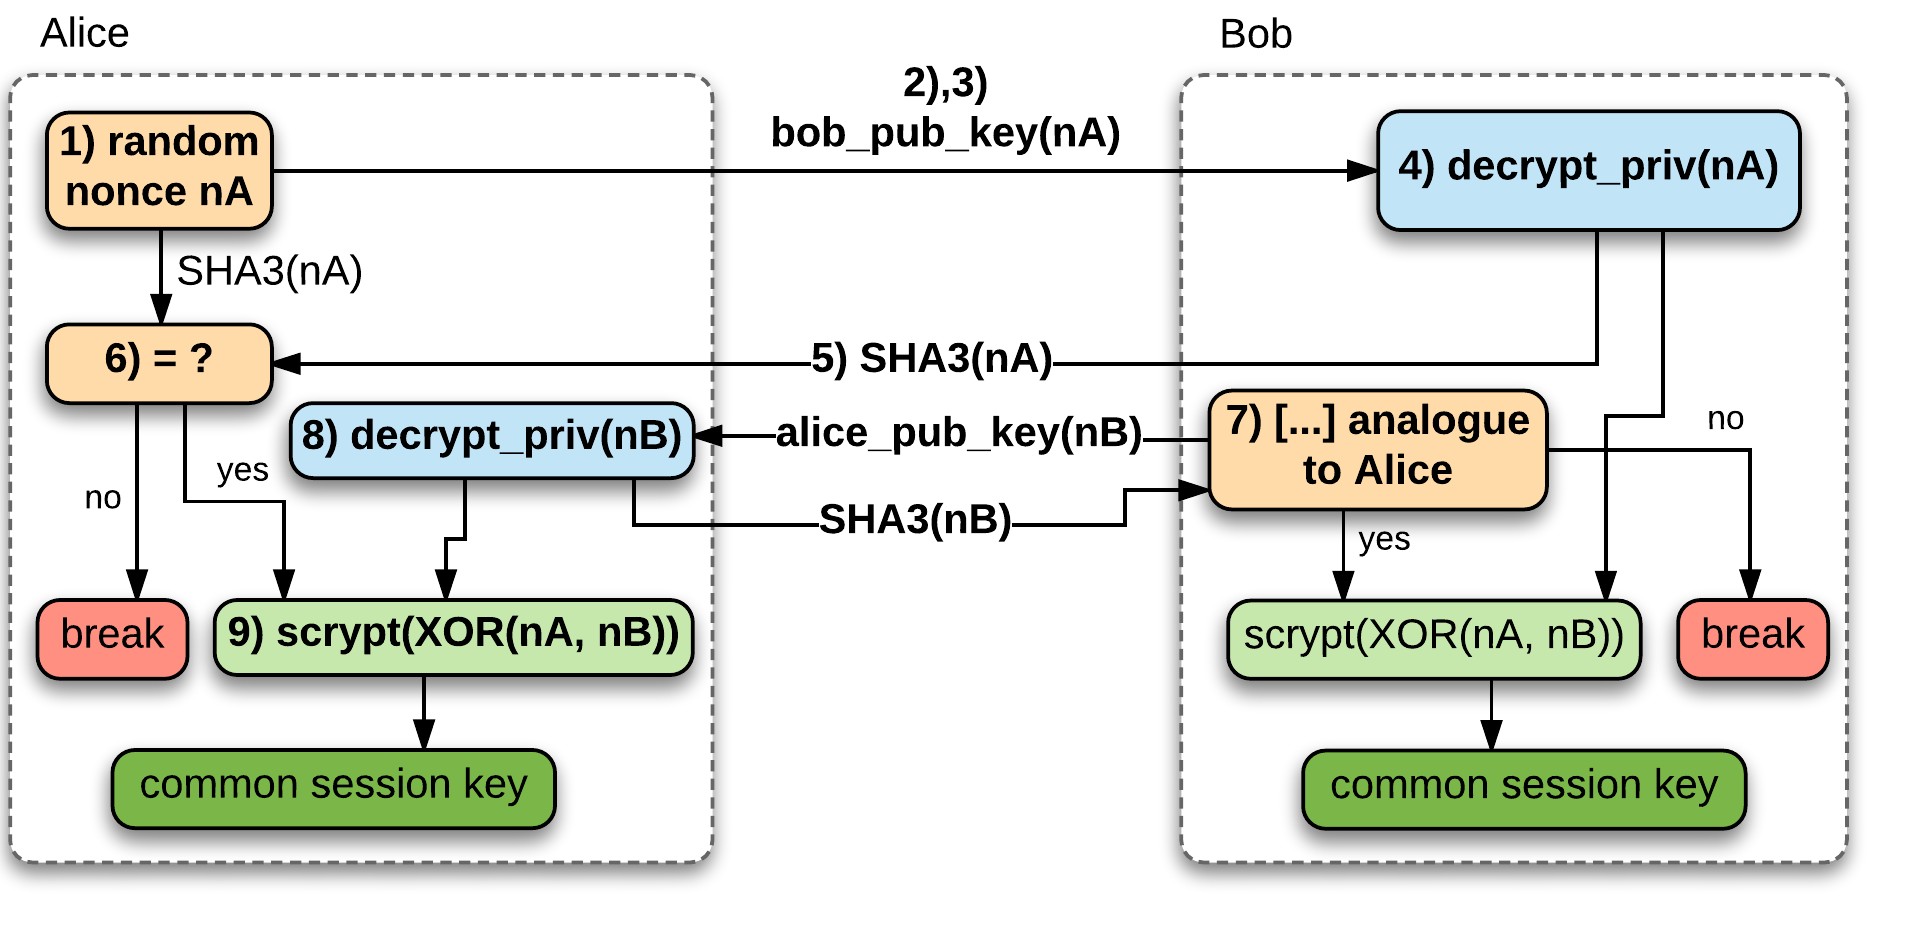 Alice
Bob
2),3)
bob_pub_key(nA)
1) random
nonce nA
4) decrypt_priv(nA)
SHA3(nA)
6) = ?
5) SHA3(nA)
8) decrypt_priv(nB)
alice_pub_key(nB)
7) [...] analogue
to Alice
no
yes
no
SHA3(nB)
yes
break
9) scrypt(XOR(nA, nB))
scrypt(XOR(nA, nB))
break
common session key
common session key